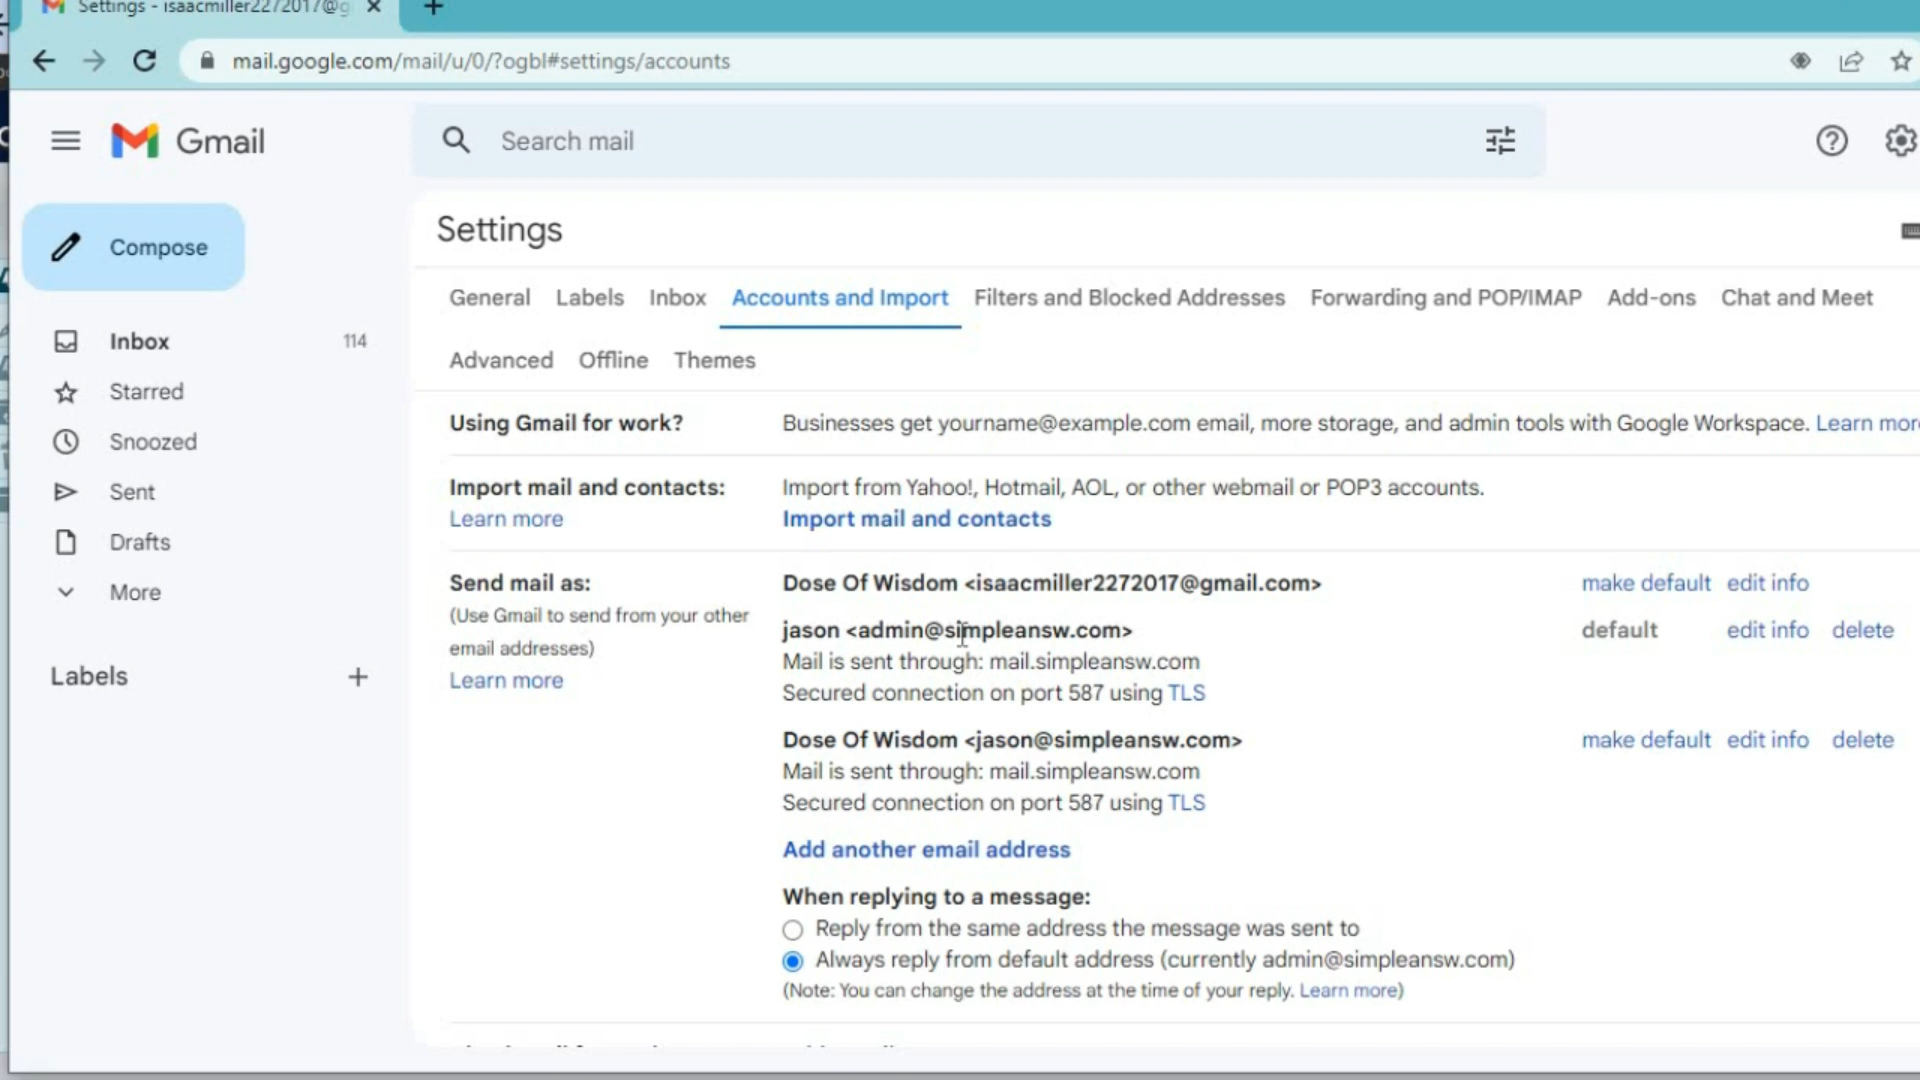 Settings - isaacmiller2272017@g
mail.google.com/mail/u/0/?ogbl#settings/accounts
Gmail
Search mail
Compose
Inbox 114
Starred
Snoozed
Sent
Drafts
More
Labels
Settings
General Labels Inbox Accounts and Import Filters and Blocked Addresses Forwarding and POP/IMAP Add-ons Chat and Meet
Advanced Offline Themes
Using Gmail for work? Businesses get yourname@example.com email, more storage, and admin tools with Google Workspace. Learn mor
Import mail and contacts: Import from Yahoo!, Hotmail, AOL, or other webmail or POP3 accounts.
Learn more Import mail and contacts
Send mail as: Dose Of Wisdom <isaacmiller2272017@gmail.com> make default edit info
(Use Gmail to send from your other
email addresses)
Learn more
jason <admin@simpleansw.com> default edit info delete
Mail is sent through: mail.simpleansw.com
Secured connection on port 587 using TLS
Dose Of Wisdom <jason@simpleansw.com> make default edit info delete
Mail is sent through: mail.simpleansw.com
Secured connection on port 587 using TLS
Add another email address
When replying to a message:
Reply from the same address the message was sent to
Always reply from default address (currently admin@simpleansw.com)
(Note: You can change the address at the time of your reply. Learn more)